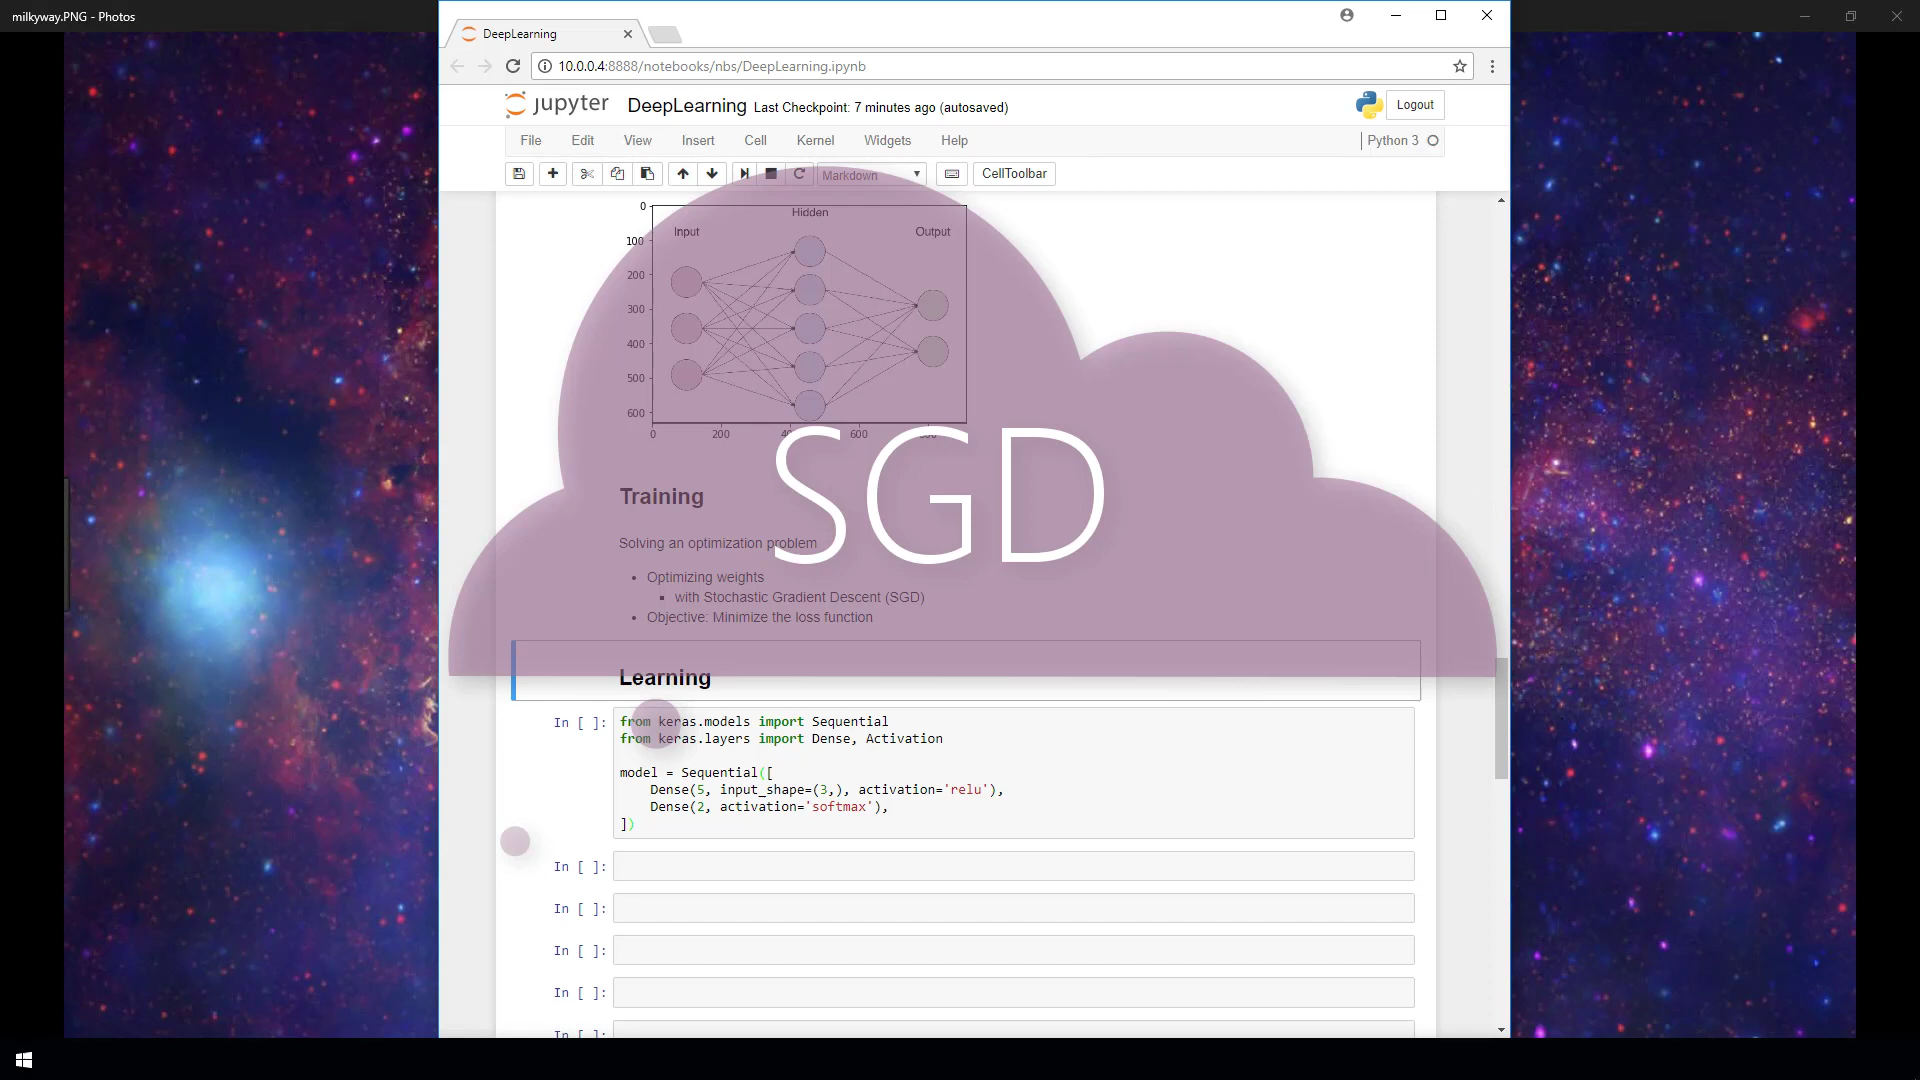 milkyway.PNG - Photos
DeepLearning
10.0.0.4:8888/notebooks/nbs/DeepLearning.ipynb
jupyter DeepLearning Last Checkpoint: 7 minutes ago (autosaved)
Logout
File Edit View Insert Cell Kernel Widgets Help
Python 3
Markdown
CellToolbar
0
100
200
300
400
500
600
Hidden
Input
Output
0 200 600
SGD
Training
Solving an optimization problem
• Optimizing weights
▪ with Stochastic Gradient Descent (SGD)
• Objective: Minimize the loss function
Learning
In [ ]:
from keras.models import Sequential
from keras.layers import Dense, Activation
model = Sequential([
    Dense(5, input_shape=(3,), activation='relu'),
    Dense(2, activation='softmax'),
])
In [ ]:
In [ ]:
In [ ]:
In [ ]:
In [ ]: